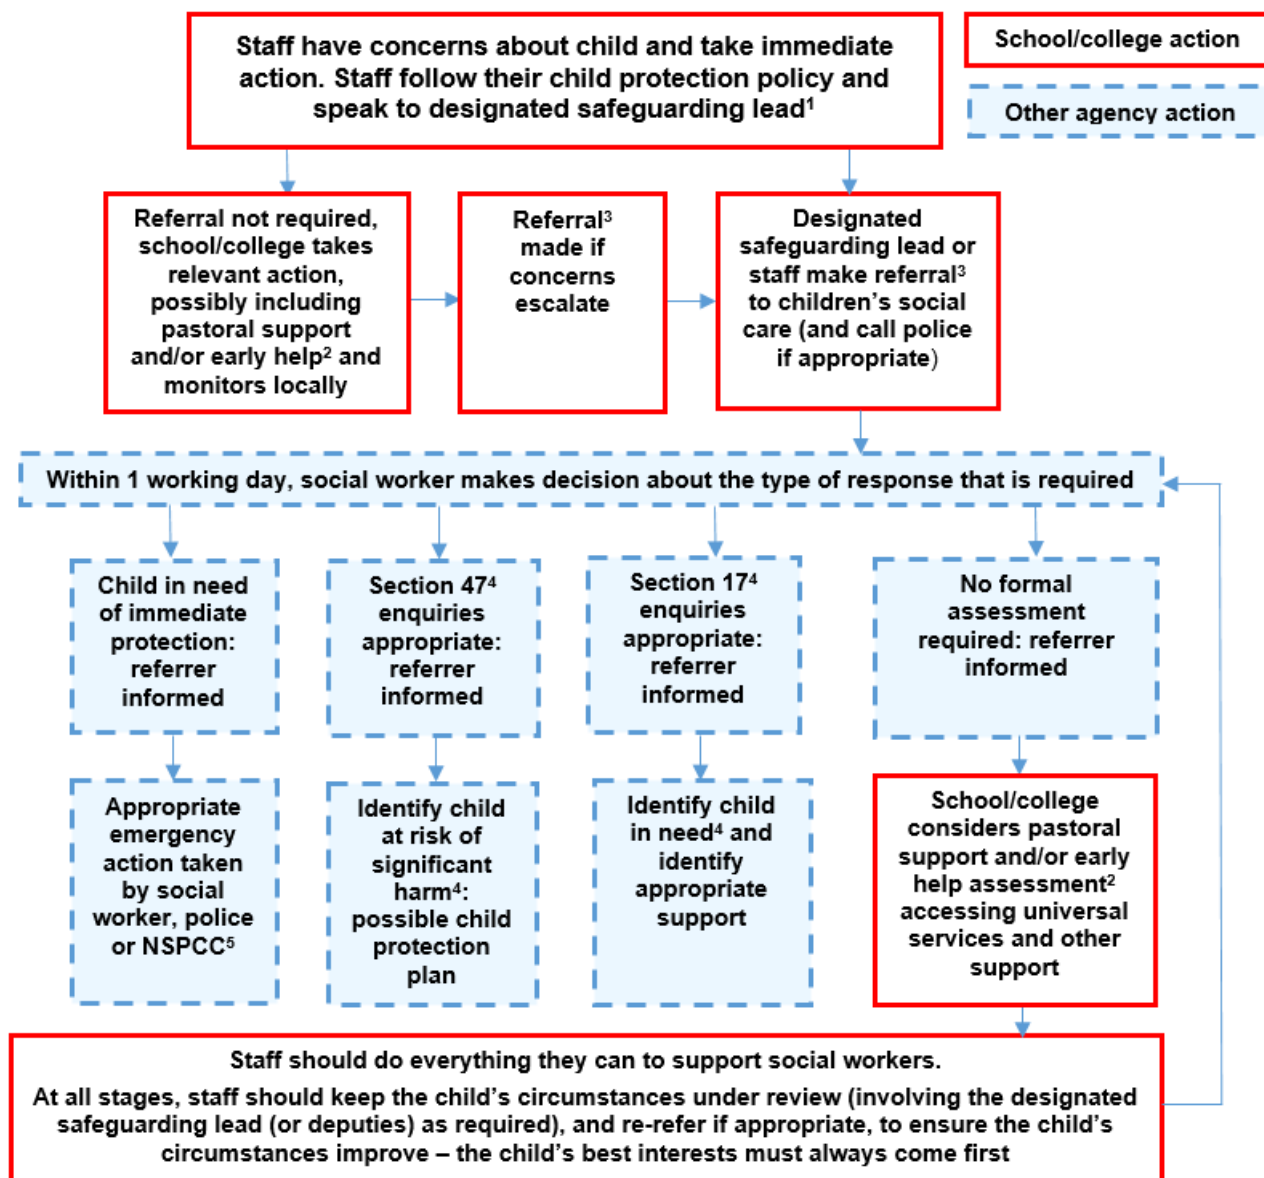 Staff have concerns about child and take immediate
action. Staff follow their child protection policy and
speak to designated safeguarding lead¹
School/college action
Other agency action
Referral not required,
school/college takes
relevant action,
possibly including
pastoral support
and/or early help² and
monitors locally
Referral³
made if
concerns
escalate
Designated
safeguarding lead or
staff make referral³
to children’s social
care (and call police
if appropriate)
Within 1 working day, social worker makes decision about the type of response that is required
Child in need
of immediate
protection:
referrer
informed
Section 47⁴
enquiries
appropriate:
referrer
informed
Section 17⁴
enquiries
appropriate:
referrer
informed
No formal
assessment
required: referrer
informed
Appropriate
emergency
action taken
by social
worker, police
or NSPCC⁵
Identify child
at risk of
significant
harm⁴:
possible child
protection
plan
Identify child
in need⁴ and
identify
appropriate
support
School/college
considers pastoral
support and/or early
help assessment²
accessing universal
services and other
support
Staff should do everything they can to support social workers.
At all stages, staff should keep the child’s circumstances under review (involving the designated
safeguarding lead (or deputies) as required), and re-refer if appropriate, to ensure the child’s
circumstances improve – the child’s best interests must always come first